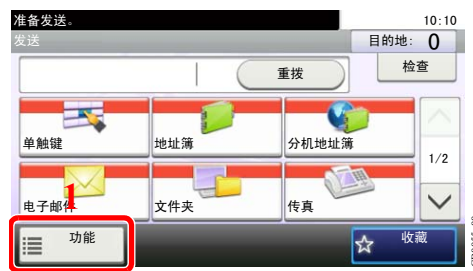 准备发送。 10:10
发送 目的地: 0
重拨 检查
单触键 地址簿 分机地址簿
1/2
电子邮件 文件夹 传真
1
功能 收藏